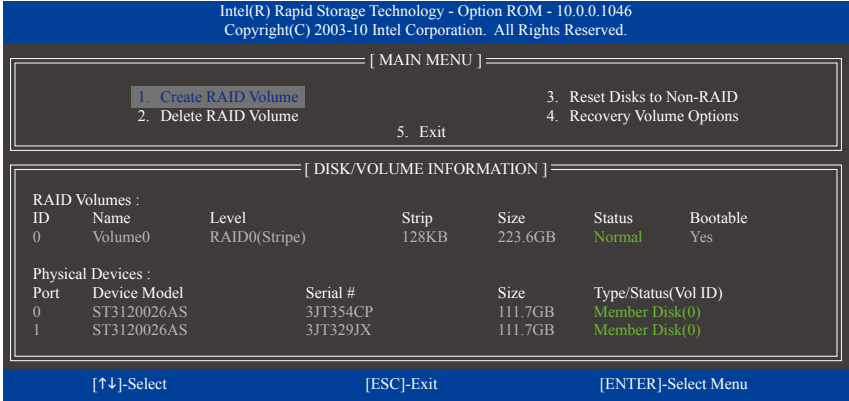 Intel(R) Rapid Storage Technology - Option ROM - 10.0.0.1046
Copyright(C) 2003-10 Intel Corporation. All Rights Reserved.
[ MAIN MENU ]
1. Create RAID Volume 3. Reset Disks to Non-RAID
2. Delete RAID Volume 4. Recovery Volume Options
5. Exit
[ DISK/VOLUME INFORMATION ]
RAID Volumes :
ID Name Level Strip Size Status Bootable
0 Volume0 RAID0(Stripe) 128KB 223.6GB Normal Yes
Physical Devices :
Port Device Model Serial # Size Type/Status(Vol ID)
0 ST3120026AS 3JT354CP 111.7GB Member Disk(0)
1 ST3120026AS 3JT329JX 111.7GB Member Disk(0)
[↑↓]-Select [ESC]-Exit [ENTER]-Select Menu